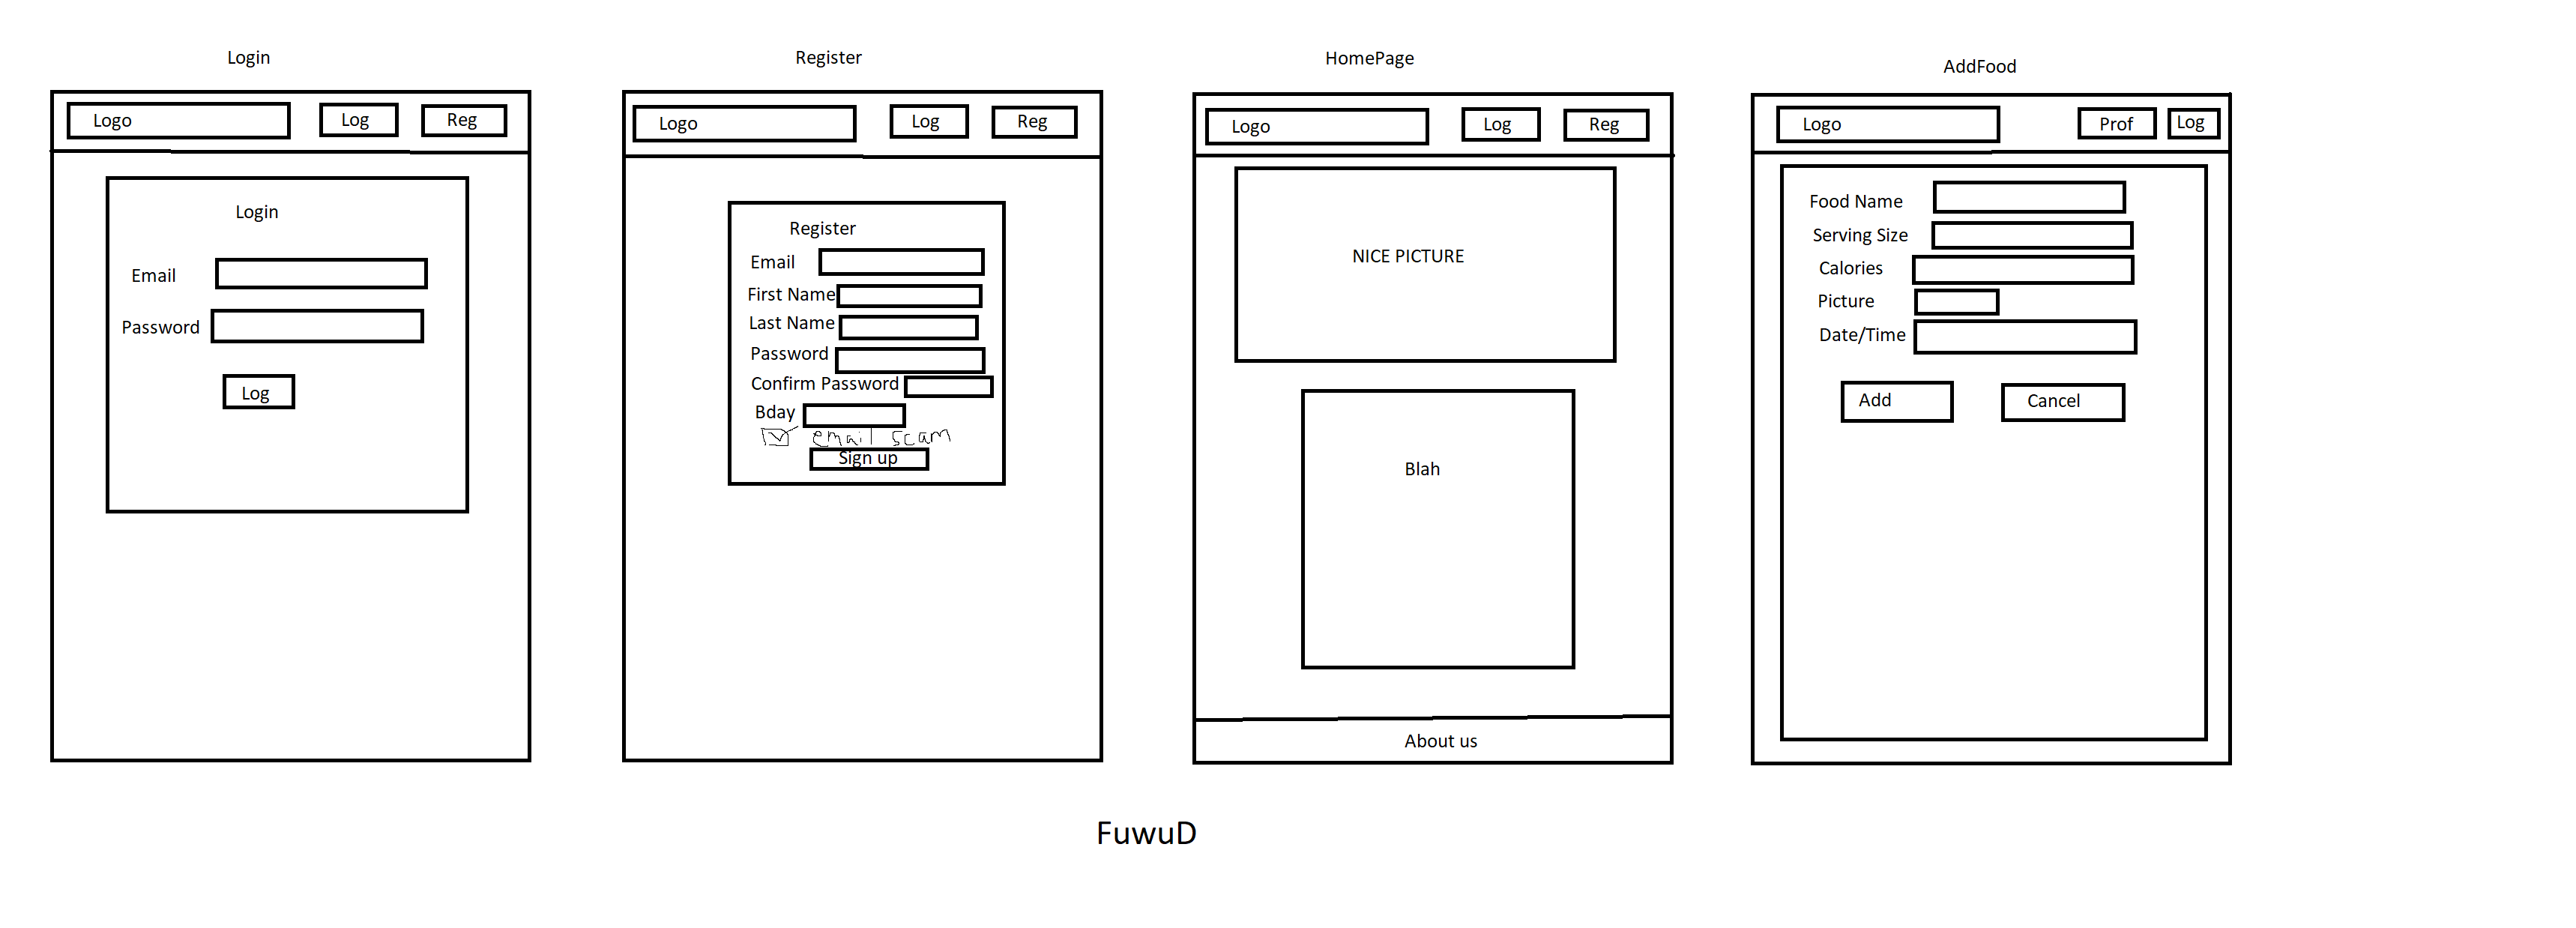 Login
Logo
Log
Reg
Login
Email
Password
Log
Register
Logo
Log
Reg
Register
Email
First Name
Last Name
Password
Confirm Password
Bday
email scam
Sign up
HomePage
Logo
Log
Reg
NICE PICTURE
Blah
About us
AddFood
Logo
Prof
Log
Food Name
Serving Size
Calories
Picture
Date/Time
Add
Cancel
FuwuD